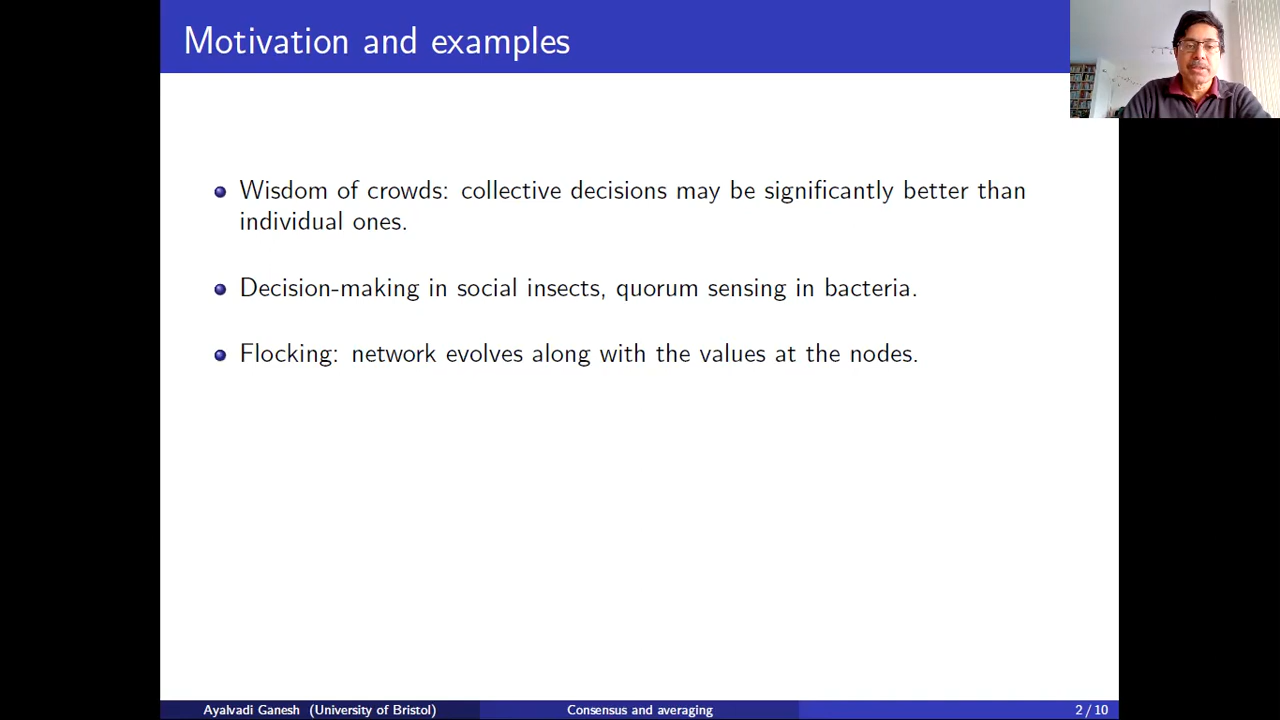 Motivation and examples
Wisdom of crowds: collective decisions may be significantly better than
individual ones.
Decision-making in social insects, quorum sensing in bacteria.
Flocking: network evolves along with the values at the nodes.
Ayalvadi Ganesh (University of Bristol)
Consensus and averaging
2 / 10